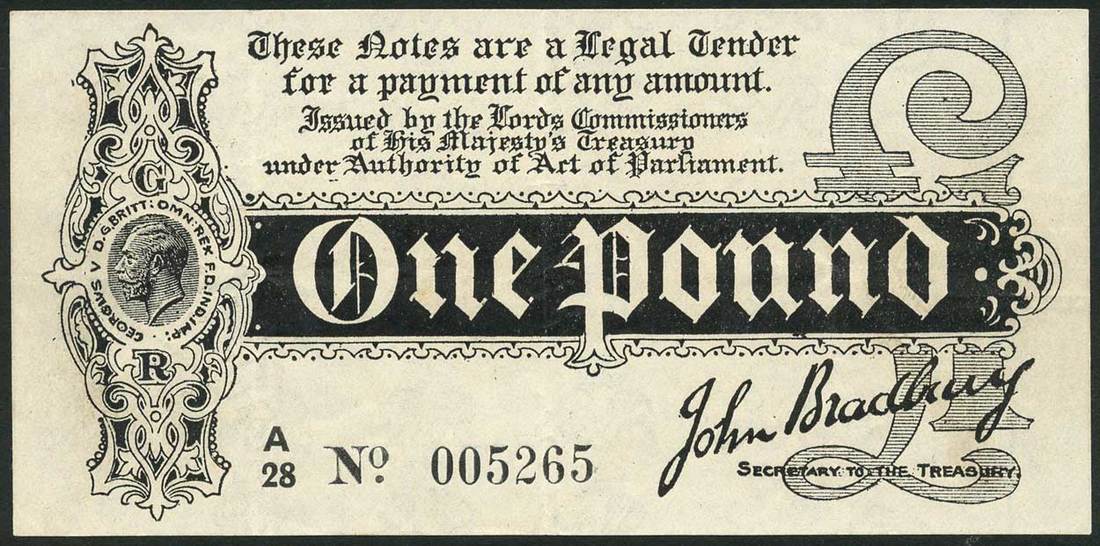 These Notes are a Legal Tender
for a payment of any amount.
Issued by the Lords Commissioners
of His Majesty's Treasury
under Authority of Act of Parliament.
£1
G
GEORGIVS V D.G.BRITT: OMN: REX F.D. IND: IMP:
R
One Pound
£1
John Bradbury
SECRETARY TO THE TREASURY.
A
28
Nº 005265